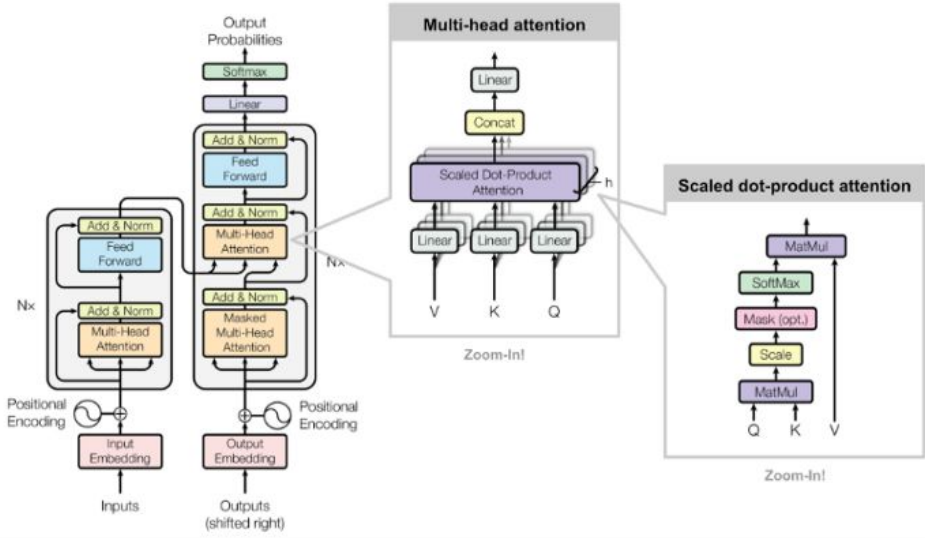 Output
Probabilities
Softmax
Linear
Add & Norm
Feed
Forward
Add & Norm
Multi-Head
Attention
Add & Norm
Masked
Multi-Head
Attention
N×
Positional
Encoding
Output
Embedding
Outputs
(shifted right)
Add & Norm
Feed
Forward
Add & Norm
Multi-Head
Attention
N×
Positional
Encoding
Input
Embedding
Inputs
Multi-head attention
Linear
Concat
Scaled Dot-Product
Attention
h
Linear
Linear
Linear
V
K
Q
Zoom-In!
Scaled dot-product attention
MatMul
SoftMax
Mask (opt.)
Scale
MatMul
Q
K
V
Zoom-In!